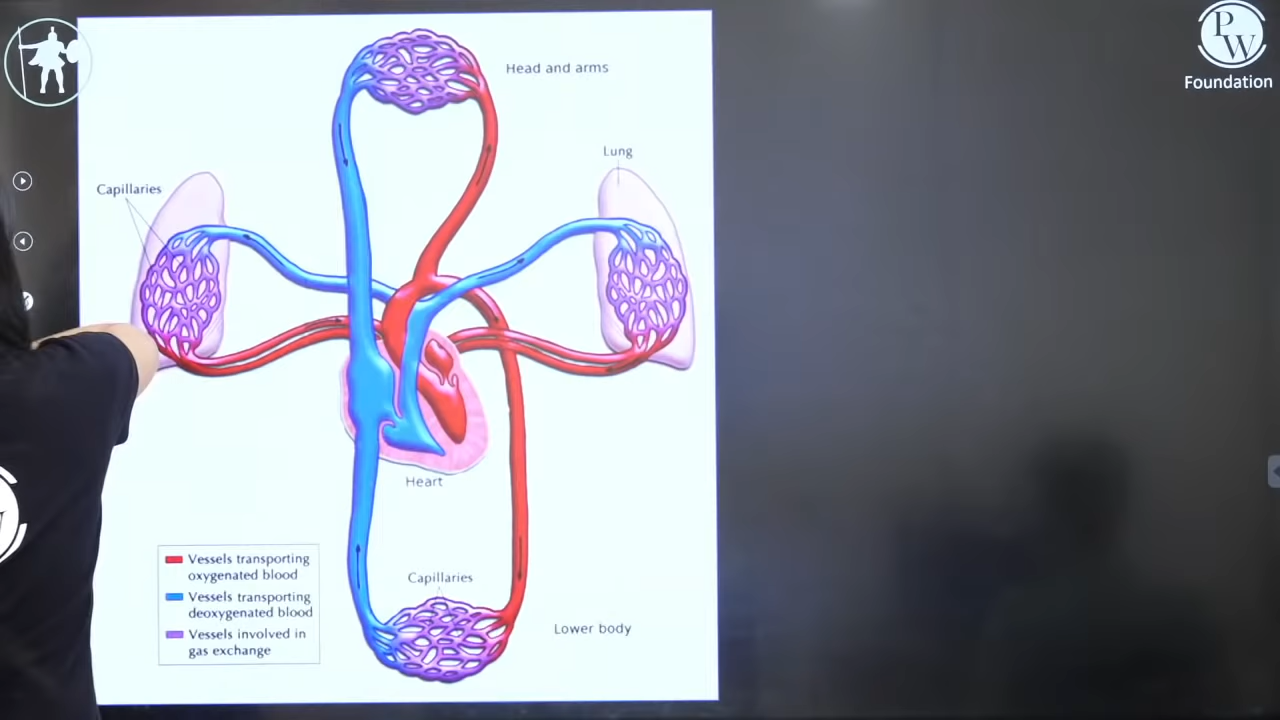 PW
Foundation
Head and arms
Lung
Capillaries
Heart
Vessels transporting
oxygenated blood
Vessels transporting
deoxygenated blood
Vessels involved in
gas exchange
Capillaries
Lower body